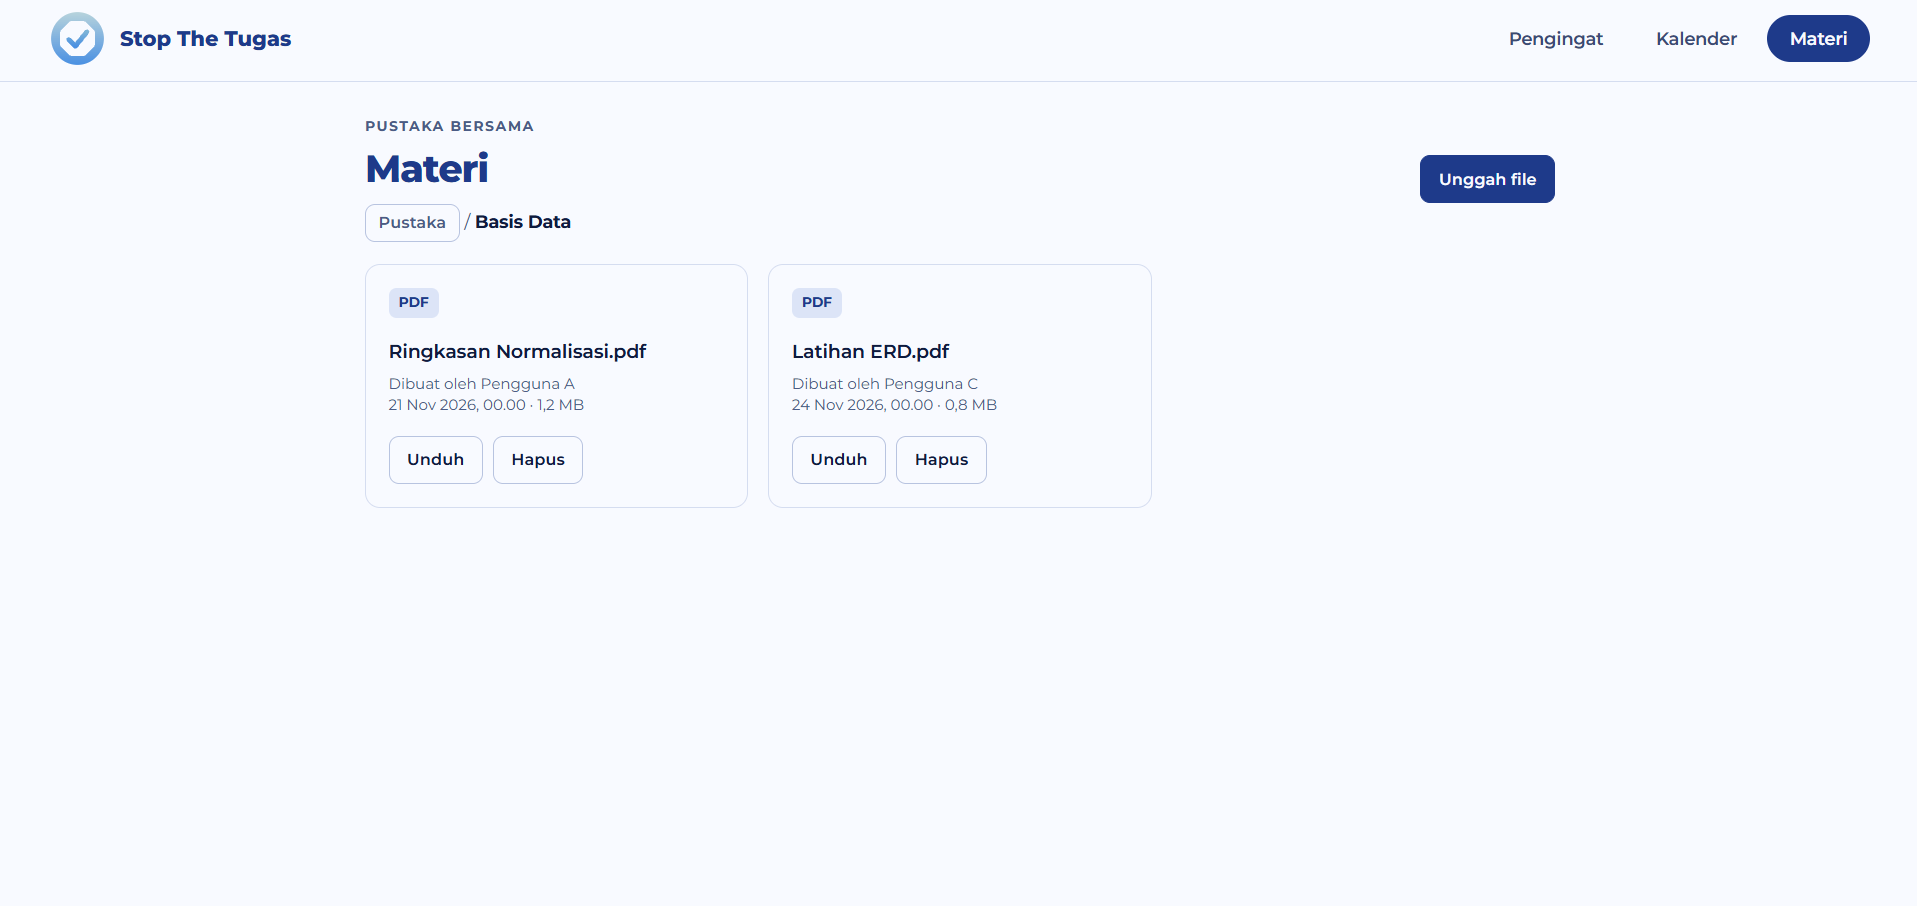 Stop The Tugas
Pengingat
Kalender
Materi
PUSTAKA BERSAMA
Materi
Unggah file
Pustaka / Basis Data
PDF
Ringkasan Normalisasi.pdf
Dibuat oleh Pengguna A
21 Nov 2026, 00.00 · 1,2 MB
Unduh
Hapus
PDF
Latihan ERD.pdf
Dibuat oleh Pengguna C
24 Nov 2026, 00.00 · 0,8 MB
Unduh
Hapus